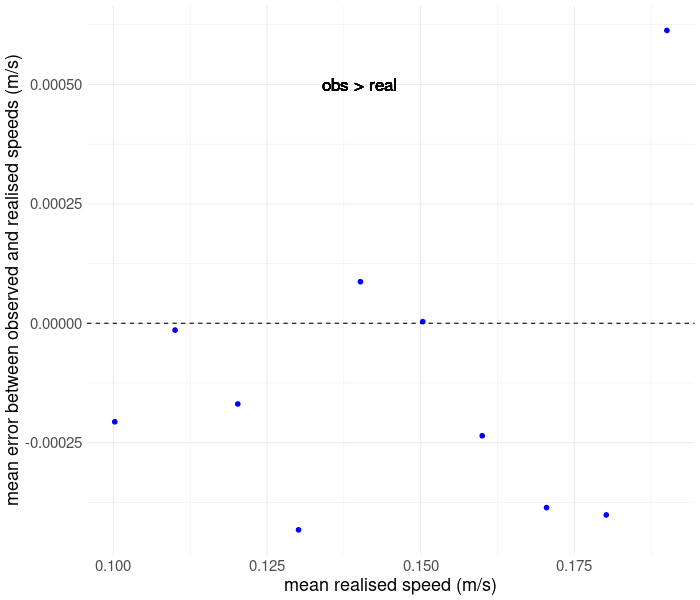 mean error between observed and realised speeds (m/s)
0.00050
0.00025
0.00000
-0.00025
obs > real
0.100 0.125 0.150 0.175
mean realised speed (m/s)